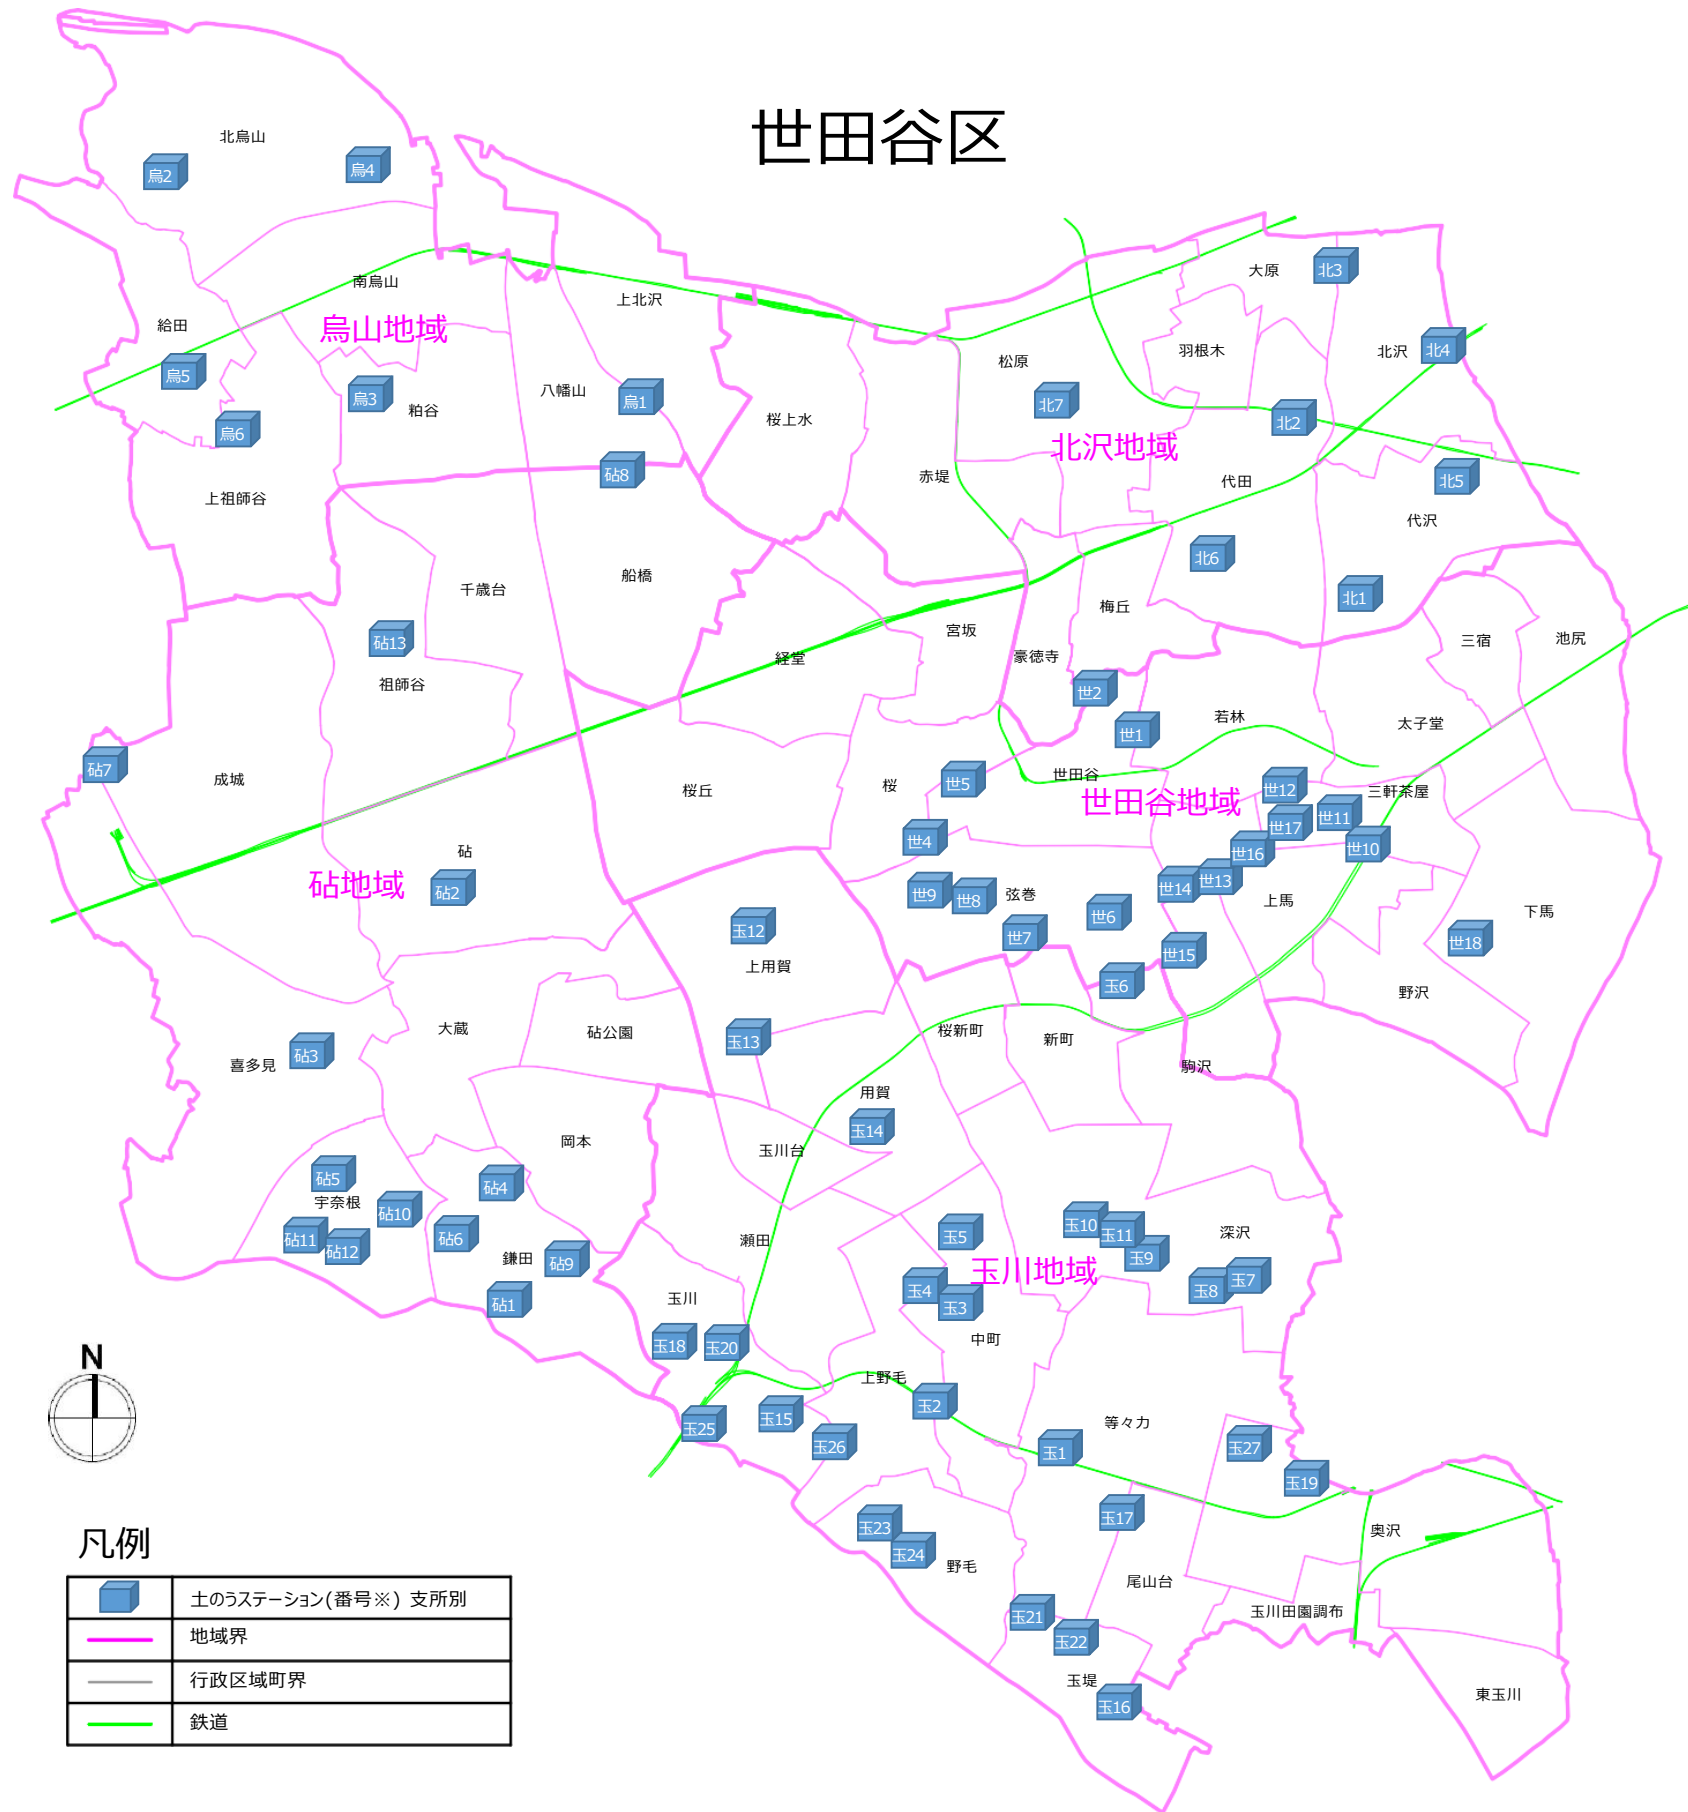 世田谷区
北烏山
烏2
烏4
南烏山
烏山地域
上北沢
給田
烏5
烏3
烏6
粕谷
八幡山
烏1
桜上水
砧8
上祖師谷
大原
北3
松原
羽根木
北沢
北4
北7
北2
北沢地域
赤堤
代田
北5
代沢
北6
北1
千歳台
船橋
梅丘
宮坂
三宿
池尻
砧13
祖師谷
経堂
豪徳寺
世2
世1
若林
太子堂
砧7
成城
桜丘
桜
世5
世田谷
世田谷地域
世12
三軒茶屋
世11
世17
世4
世16
世10
砧
砧地域
砧2
世9
世8
弦巻
世6
世14
世13
上馬
下馬
玉12
世7
世15
世18
上用賀
玉6
野沢
大蔵
砧公園
玉13
桜新町
新町
駒沢
喜多見
砧3
用賀
玉14
岡本
玉川台
砧5
宇奈根
砧4
砧10
砧11
砧12
砧6
鎌田
砧9
砧1
瀬田
玉5
玉10
玉11
玉9
深沢
玉川地域
玉4
玉3
玉8
玉7
玉川
中町
玉18
玉20
上野毛
玉2
玉25
玉15
玉26
等々力
玉1
玉27
玉19
玉17
奥沢
玉23
玉24
野毛
尾山台
玉21
玉22
玉川田園調布
玉堤
玉16
東玉川
N
凡例
土のうステーション(番号※) 支所別
地域界
行政区域町界
鉄道